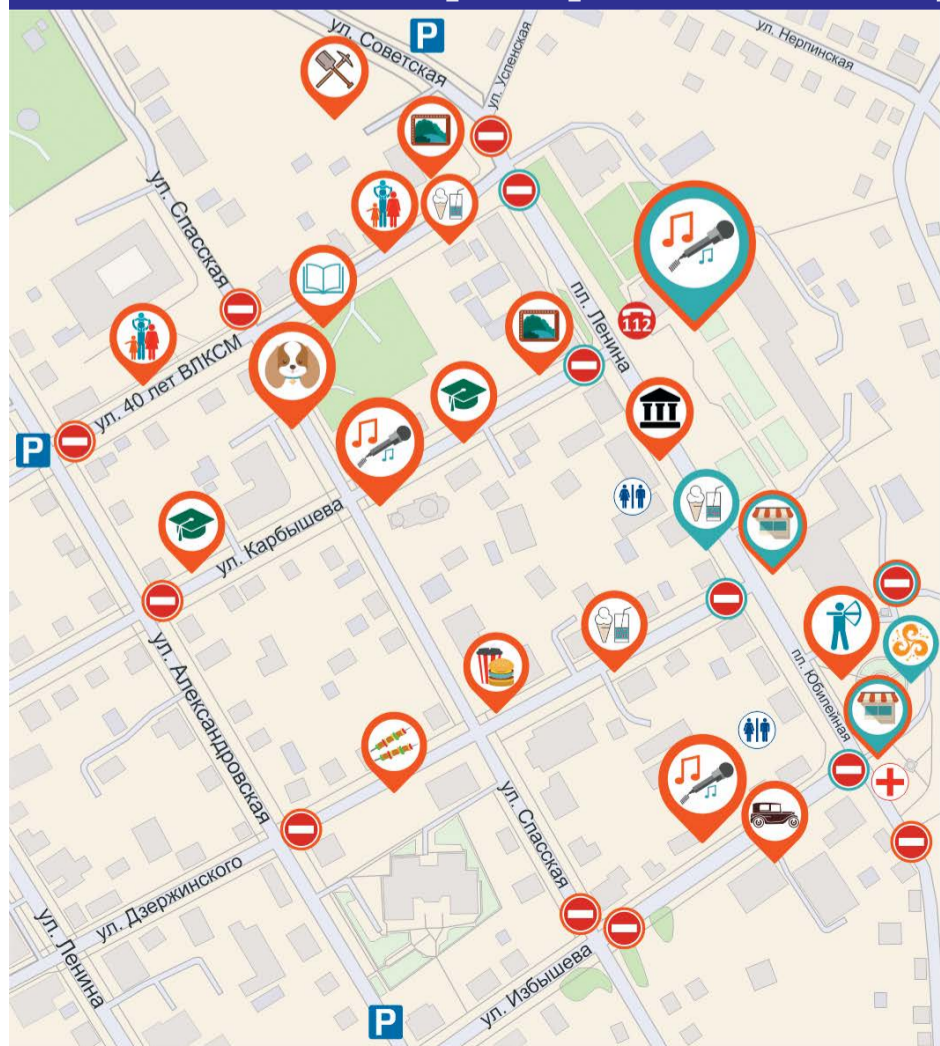 ул. Советская
P
ул. Успенская
ул. Нерпинская
ул. Спасская
пл. Ленина
112
ул. 40 лет ВЛКСМ
P
ул. Карбышева
ул. Александровская
пл. Юбилейная
ул. Спасская
ул. Дзержинского
ул. Ленина
ул. Избышева
P